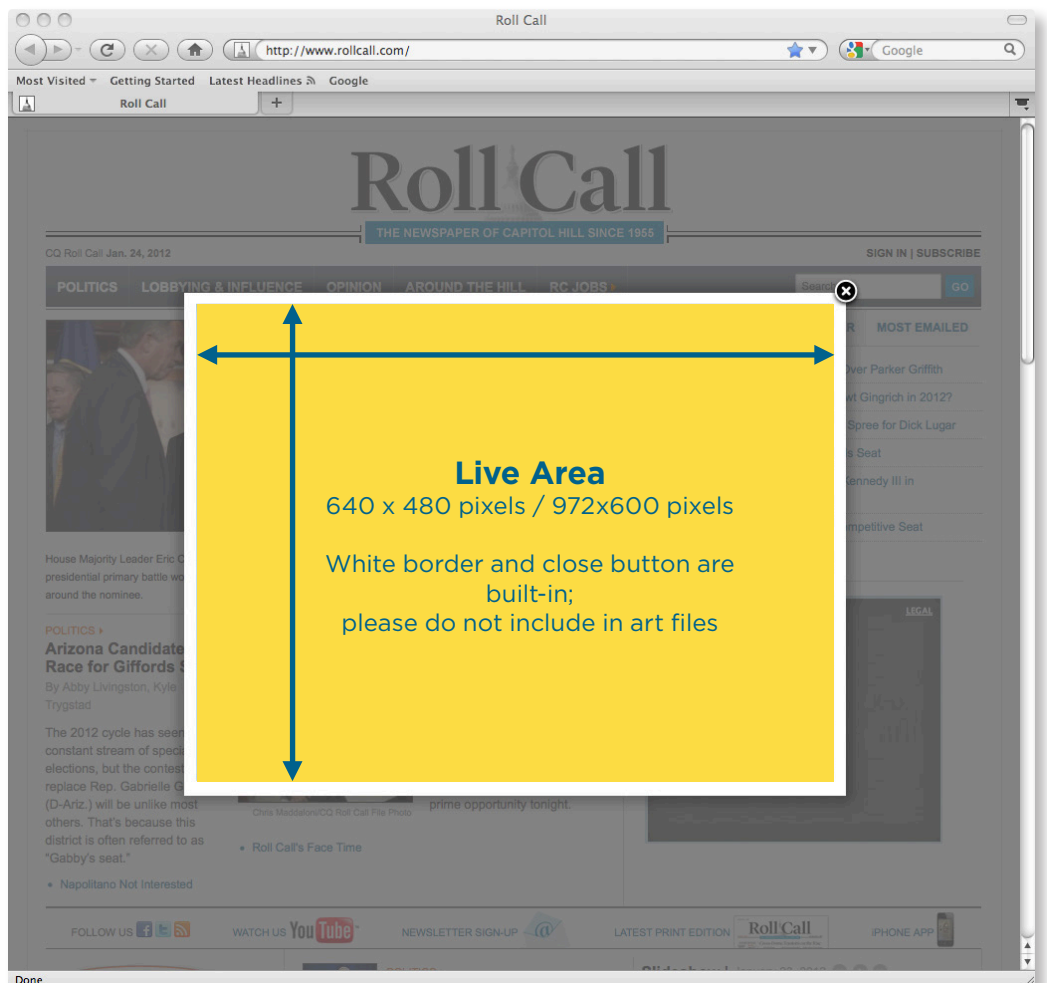 Roll Call
http://www.rollcall.com/
Google
Most Visited
Getting Started
Latest Headlines
Google
Roll Call
Roll Call
THE NEWSPAPER OF CAPITOL HILL SINCE 1955
CQ Roll Call Jan. 24, 2012
SIGN IN | SUBSCRIBE
POLITICS
LOBBYING & INFLUENCE
OPINION
AROUND THE HILL
RC JOBS
Search
GO
MOST EMAILED
Over Parker Griffith
Gingrich in 2012?
Spree for Dick Lugar
Seat
Kennedy III in
Seat
Live Area
640 x 480 pixels / 972x600 pixels
White border and close button are
built-in;
please do not include in art files
House Majority Leader Eric
presidential primary battle
around the nominee.
LEGAL
POLITICS
Arizona Candidate
Race for Giffords
By Abby Livingston, Kyle
Trygstad
The 2012 cycle has seen
constant stream of
elections, but the contest
replace Rep. Gabrielle
(D-Ariz.) will be unlike most
others. That's because this
district is often referred to as
"Gabby's seat."
• Napolitano Not Interested
Chris Maddaloni/CQ Roll Call File Photo
• Roll Call's Face Time
prime opportunity tonight.
FOLLOW US
WATCH US YouTube
NEWSLETTER SIGN-UP
LATEST PRINT EDITION
Roll Call
iPHONE APP
Done